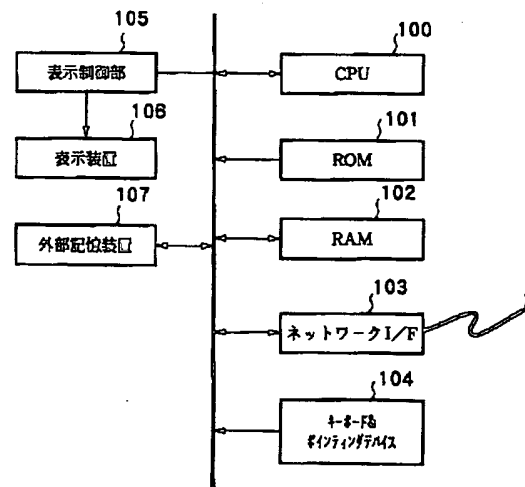 105
表示制御部
106
表示装置
107
外部記憶装置
100
CPU
101
ROM
102
RAM
103
ネットワークI/F
104
キーボード&
ポインティングデバイス